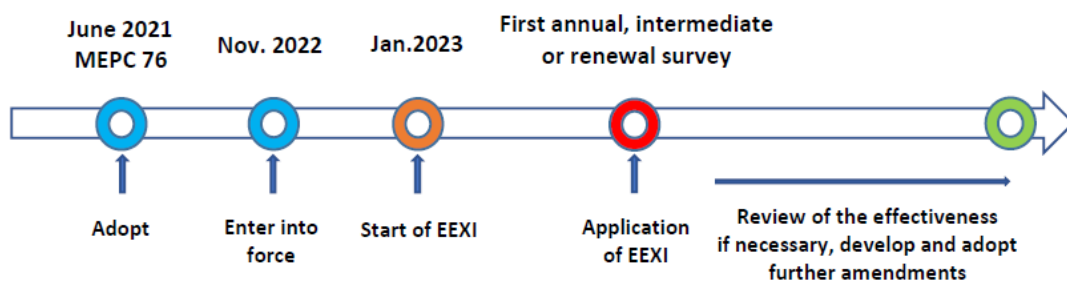 June 2021
MEPC 76
Nov. 2022
Jan.2023
First annual, intermediate
or renewal survey
Adopt
Enter into
force
Start of EEXI
Application
of EEXI
Review of the effectiveness
if necessary, develop and adopt
further amendments